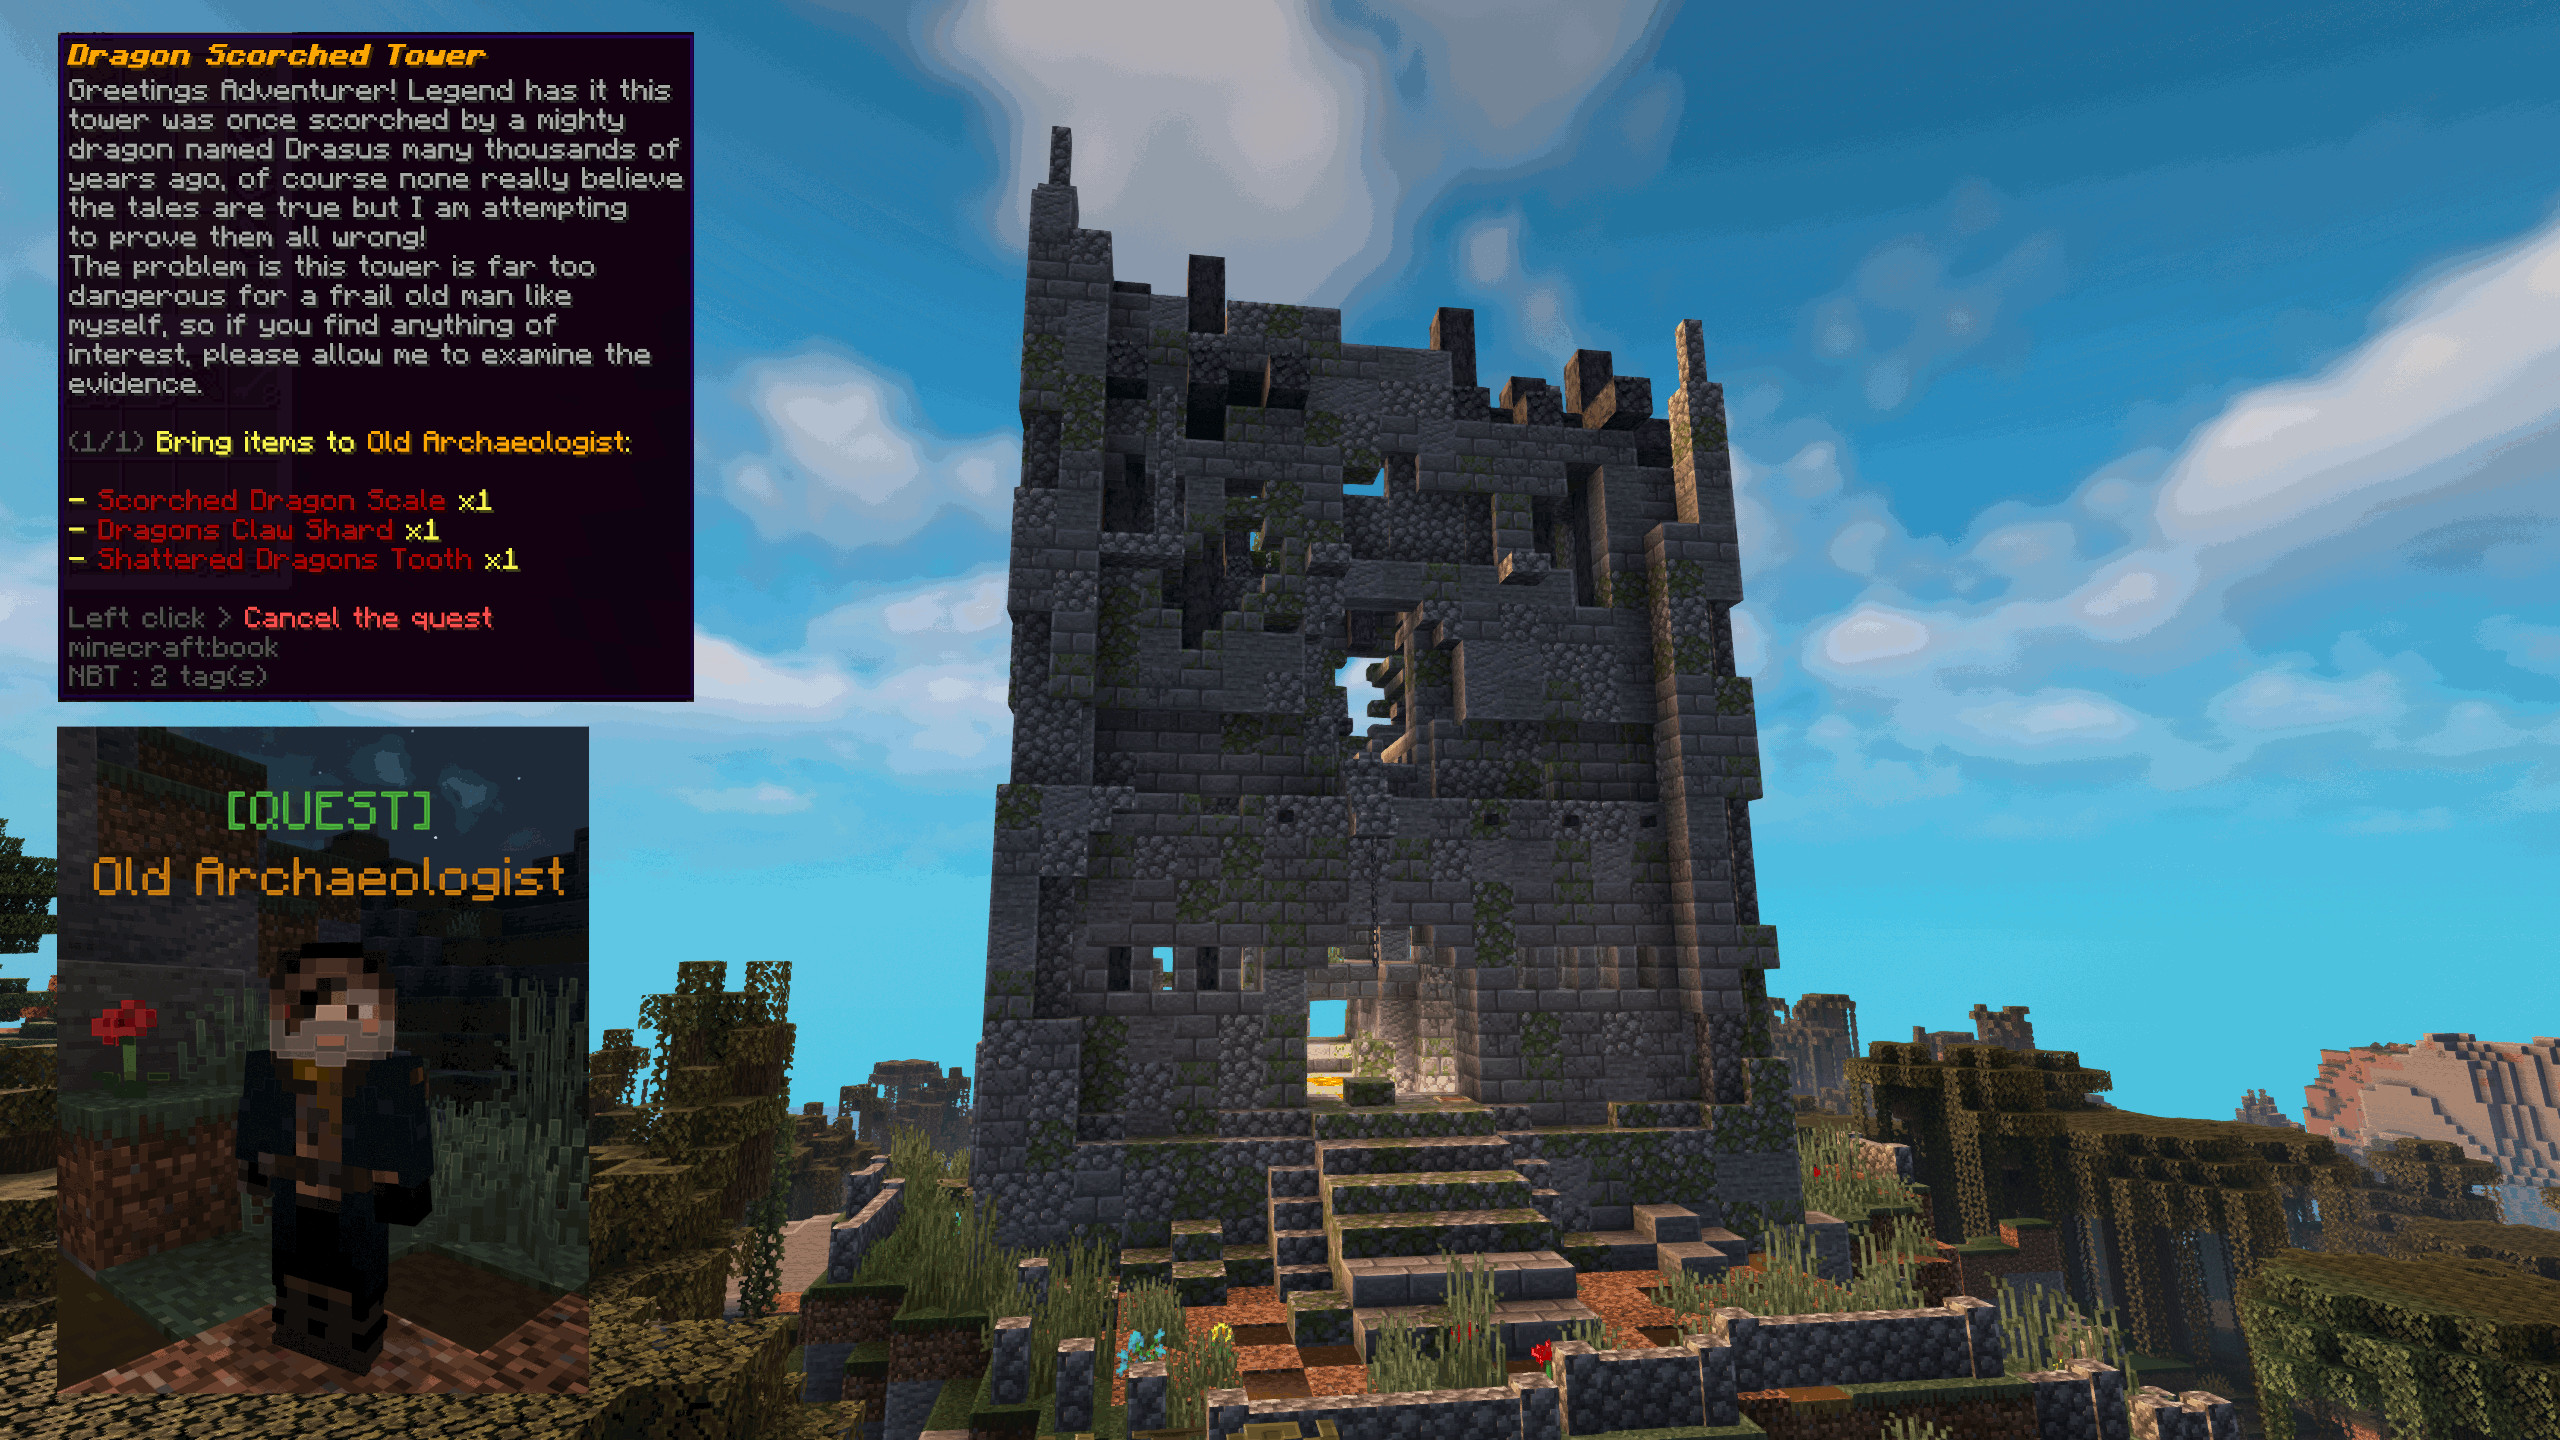 Dragon Scorched Tower
Greetings Adventurer! Legend has it this
tower was once scorched by a mighty
dragon named Drasus many thousands of
years ago, of course none really believe
the tales are true but I am attempting
to prove them all wrong!
The problem is this tower is far too
dangerous for a frail old man like
myself, so if you find anything of
interest, please allow me to examine the
evidence.
(1/1) Bring items to Old Archaeologist:
- Scorched Dragon Scale x1
- Dragons Claw Shard x1
- Shattered Dragons Tooth x1
Left click > Cancel the quest
minecraft:book
NBT : 2 tag(s)
[QUEST]
Old Archaeologist